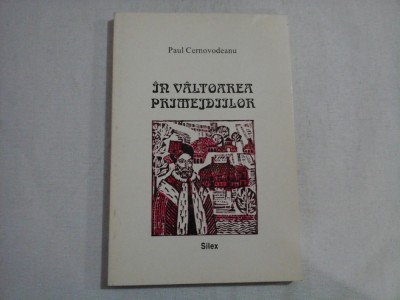 Paul Cernovodeanu
ÎN VÂLTOAREA
PRIMEJDIILOR
Silex